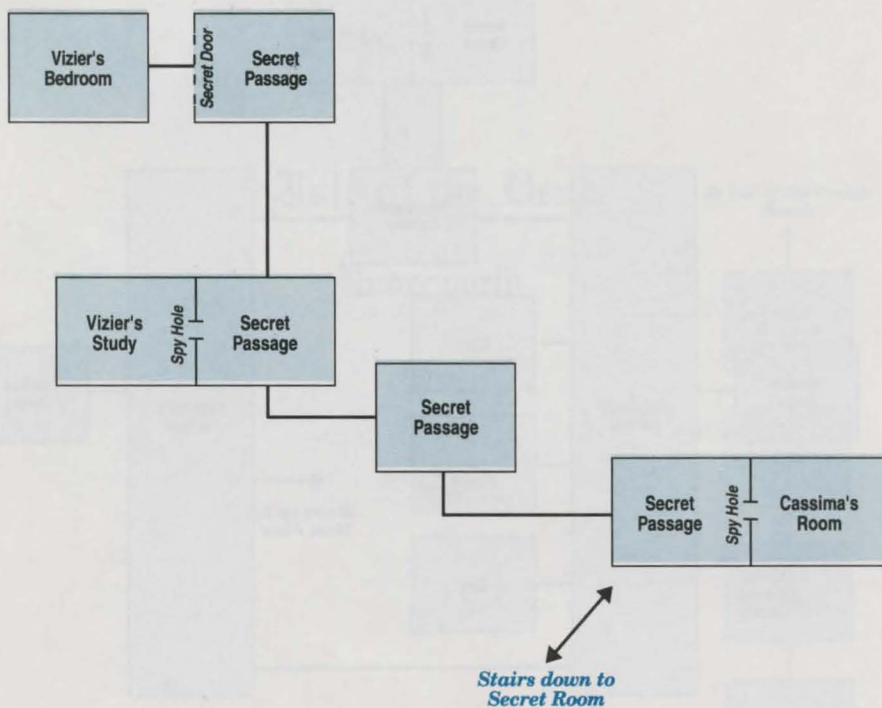 Vizier's
Bedroom
Secret Door
Secret
Passage
Vizier's
Study
Spy Hole
Secret
Passage
Secret
Passage
Secret
Passage
Spy Hole
Cassima's
Room
Stairs down to
Secret Room